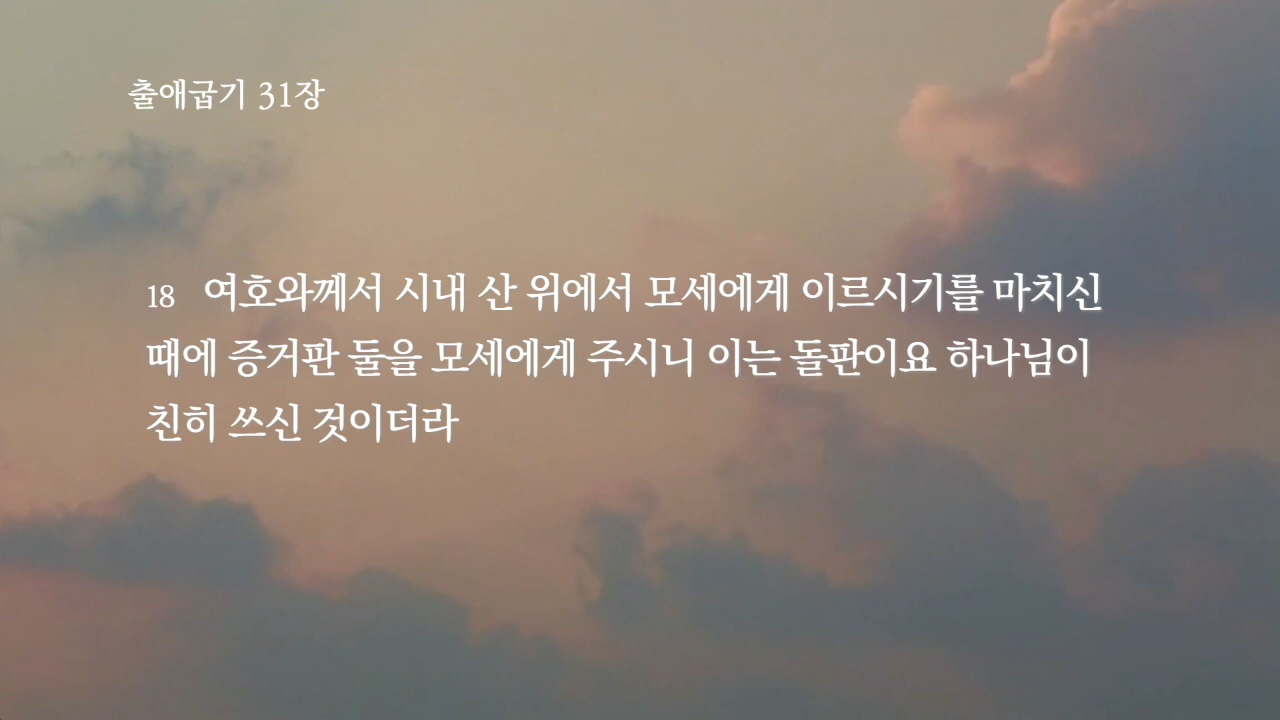 출애굽기 31장
18 여호와께서 시내 산 위에서 모세에게 이르시기를 마치신
때에 증거판 둘을 모세에게 주시니 이는 돌판이요 하나님이
친히 쓰신 것이더라